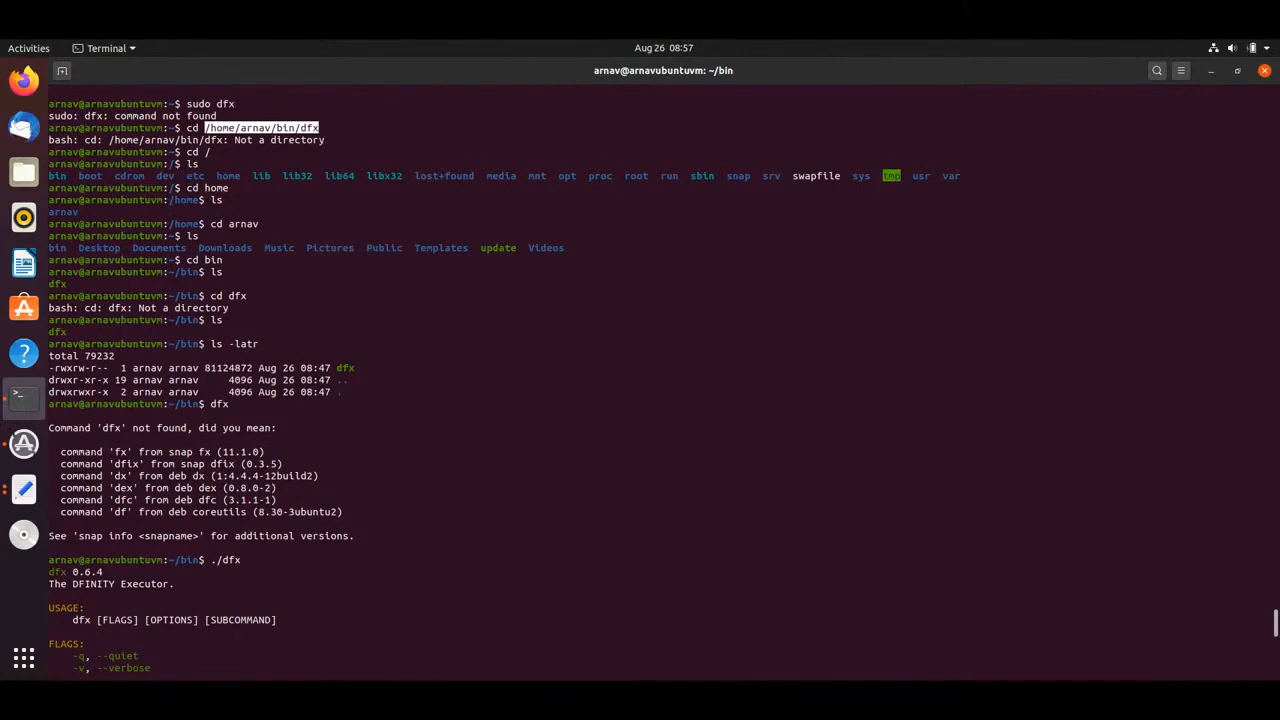 Activities
Terminal
Aug 26 08:57
arnav@arnavubuntuvm: ~/bin
arnav@arnavubuntuvm:~$ sudo dfx
sudo: dfx: command not found
arnav@arnavubuntuvm:~$ cd /home/arnav/bin/dfx
bash: cd: /home/arnav/bin/dfx: Not a directory
arnav@arnavubuntuvm:~$ cd /
arnav@arnavubuntuvm:/$ ls
bin boot cdrom dev etc home lib lib32 lib64 libx32 lost+found media mnt opt proc root run sbin snap srv swapfile sys tmp usr var
arnav@arnavubuntuvm:/$ cd home
arnav@arnavubuntuvm:/home$ ls
arnav
arnav@arnavubuntuvm:/home$ cd arnav
arnav@arnavubuntuvm:~$ ls
bin Desktop Documents Downloads Music Pictures Public Templates update Videos
arnav@arnavubuntuvm:~$ cd bin
arnav@arnavubuntuvm:~/bin$ ls
dfx
arnav@arnavubuntuvm:~/bin$ cd dfx
bash: cd: dfx: Not a directory
arnav@arnavubuntuvm:~/bin$ ls
dfx
arnav@arnavubuntuvm:~/bin$ ls -latr
total 79232
-rwxrw-r-- 1 arnav arnav 81124872 Aug 26 08:47 dfx
drwxr-xr-x 19 arnav arnav 4096 Aug 26 08:47 ..
drwxrwxr-x 2 arnav arnav 4096 Aug 26 08:47 .
arnav@arnavubuntuvm:~/bin$ dfx
Command 'dfx' not found, did you mean:
command 'fx' from snap fx (11.1.0)
command 'dfix' from snap dfix (0.3.5)
command 'dx' from deb dx (1:4.4.4-12build2)
command 'dex' from deb dex (0.8.0-2)
command 'dfc' from deb dfc (3.1.1-1)
command 'df' from deb coreutils (8.30-3ubuntu2)
See 'snap info <snapname>' for additional versions.
arnav@arnavubuntuvm:~/bin$ ./dfx
dfx 0.6.4
The DFINITY Executor.
USAGE:
dfx [FLAGS] [OPTIONS] [SUBCOMMAND]
FLAGS:
-q, --quiet
-v, --verbose